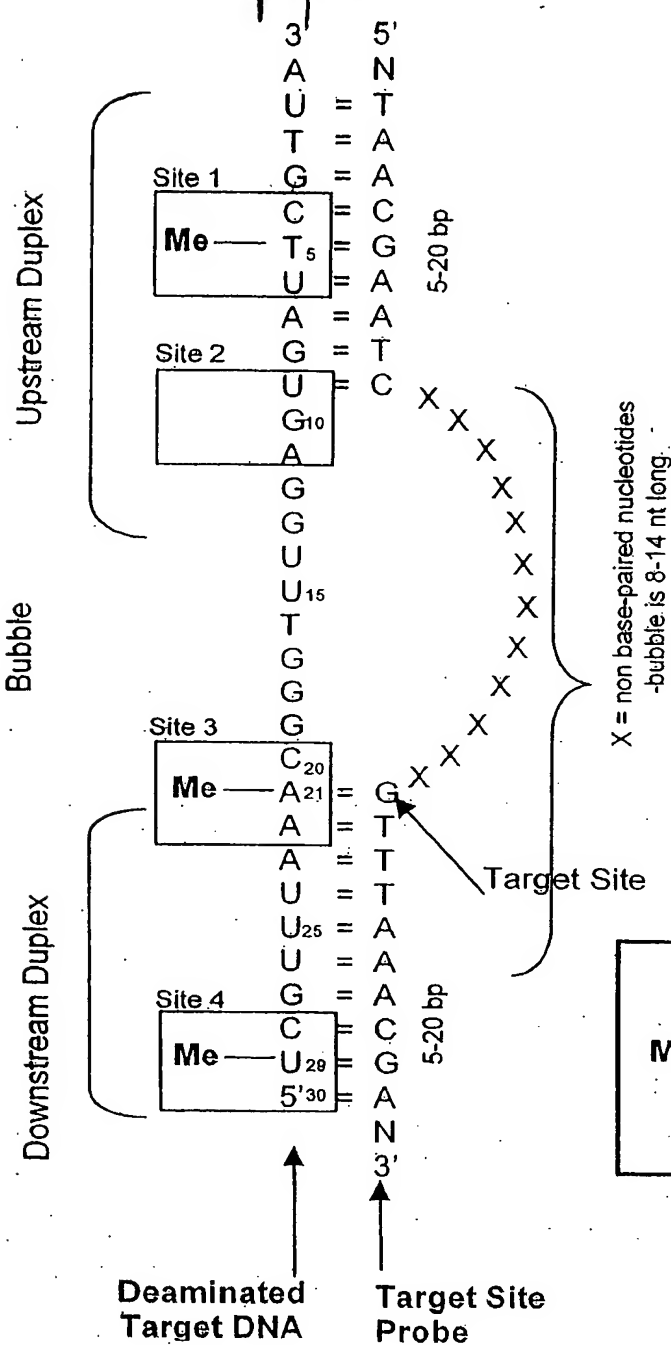 3' 5'
A N
U = T
T = A
Site 1 G = A
C = C
Me T5 = G
U = A
A = A
Site 2 G = T
U = C
X
G10 X
A X
G X
G X
U X
U15 X
T X
G X
G X
Site 3 G X
C20 X
Me A21 = G
A = T
A = T
U = T
U25 = A
U = A
Site 4 G = A
C = C
Me U29 = G
5'30 = A
N
3'
Upstream Duplex
Bubble
Downstream Duplex
5-20 bp
X = non base-paired nucleotides
-bubble is 8-14 nt long
Target Site
5-20 bp
M
Deaminated
Target DNA
Target Site
Probe